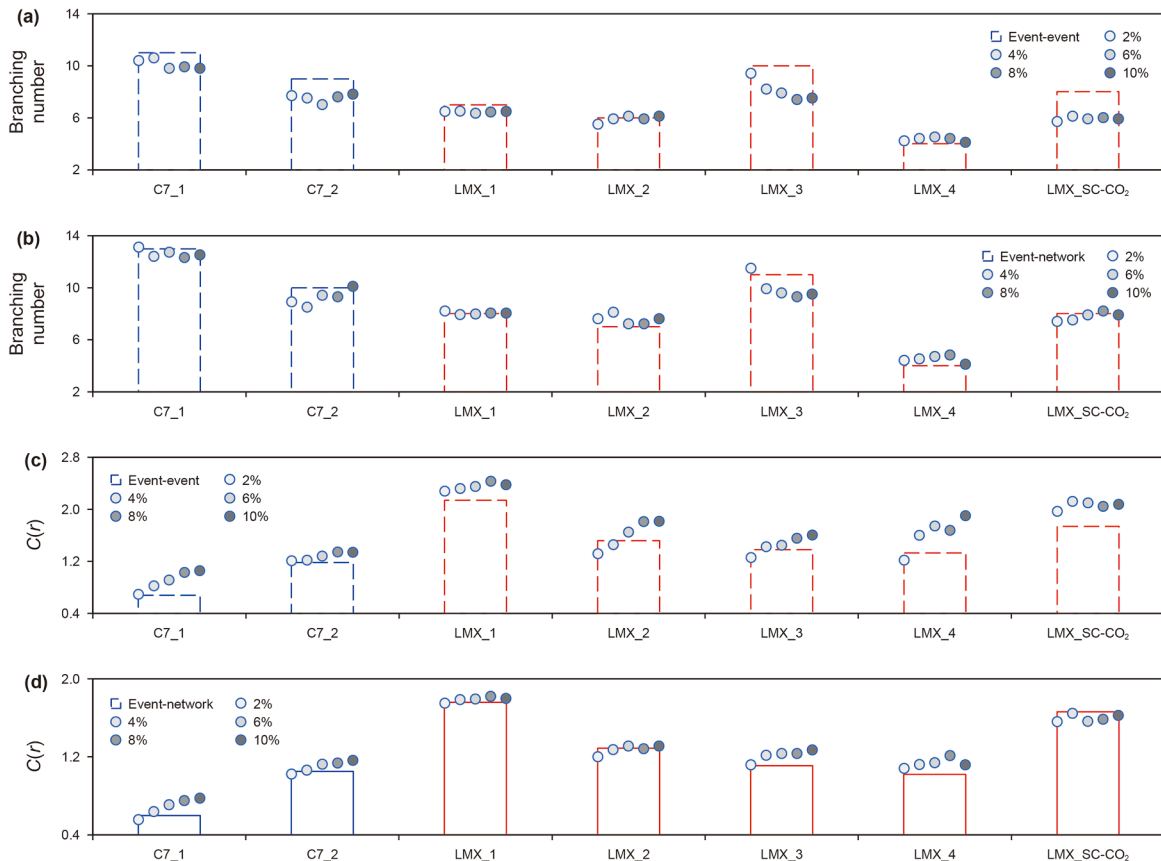 (a)
14
10
6
2
Branching number
Event-event 2%
4% 6%
8% 10%
C7_1 C7_2 LMX_1 LMX_2 LMX_3 LMX_4 LMX_SC-CO₂
(b)
14
10
6
2
Branching number
Event-network 2%
4% 6%
8% 10%
C7_1 C7_2 LMX_1 LMX_2 LMX_3 LMX_4 LMX_SC-CO₂
(c)
2.8
2.0
1.2
0.4
C(r)
Event-event 2%
4% 6%
8% 10%
C7_1 C7_2 LMX_1 LMX_2 LMX_3 LMX_4 LMX_SC-CO₂
(d)
2.0
1.2
0.4
C(r)
Event-network 2%
4% 6%
8% 10%
C7_1 C7_2 LMX_1 LMX_2 LMX_3 LMX_4 LMX_SC-CO₂